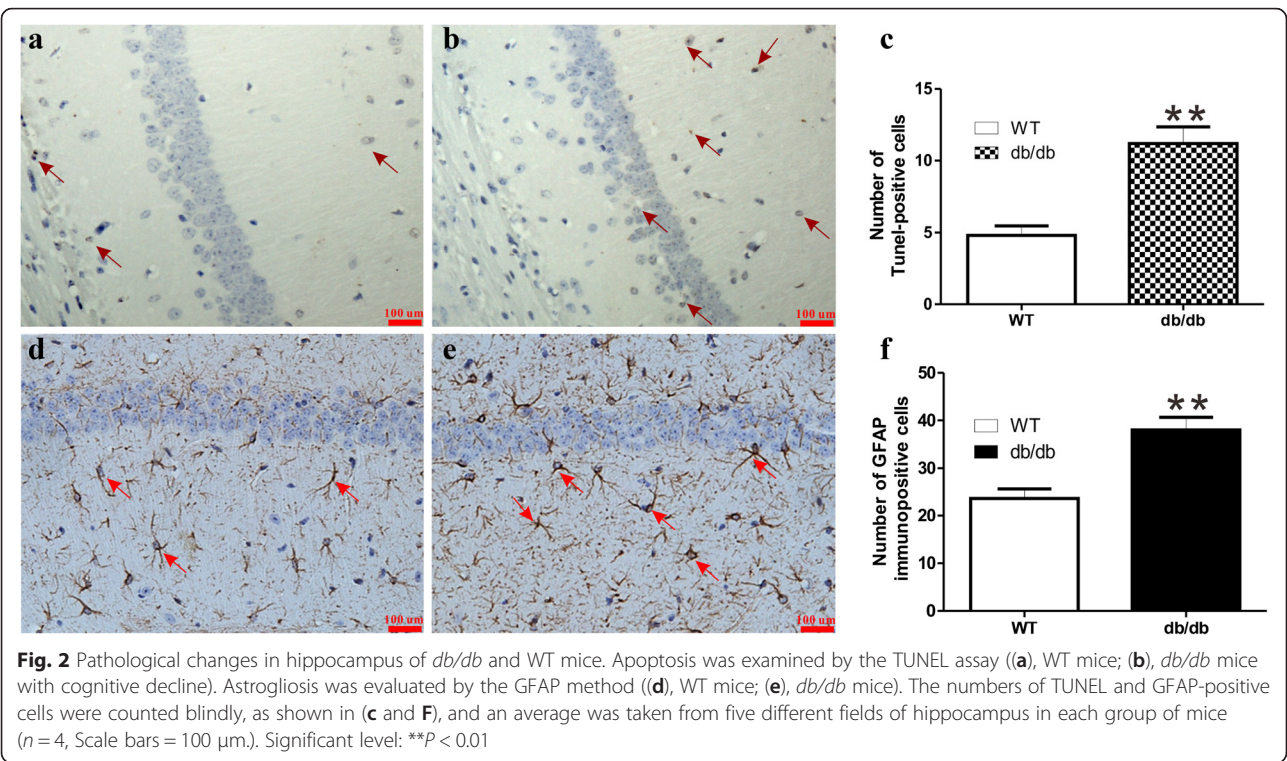 a
b
c
Number of
Tunel-positive cells
15
10
5
0
WT
db/db
**
WT
db/db
100 um
100 um
d
e
f
Number of GFAP
immunopositive cells
50
40
30
20
10
0
WT
db/db
**
WT
db/db
100 um
100 um
Fig. 2 Pathological changes in hippocampus of db/db and WT mice. Apoptosis was examined by the TUNEL assay ((a), WT mice; (b), db/db mice
with cognitive decline). Astrogliosis was evaluated by the GFAP method ((d), WT mice; (e), db/db mice). The numbers of TUNEL and GFAP-positive
cells were counted blindly, as shown in (c and F), and an average was taken from five different fields of hippocampus in each group of mice
(n = 4, Scale bars = 100 μm.). Significant level: **P < 0.01